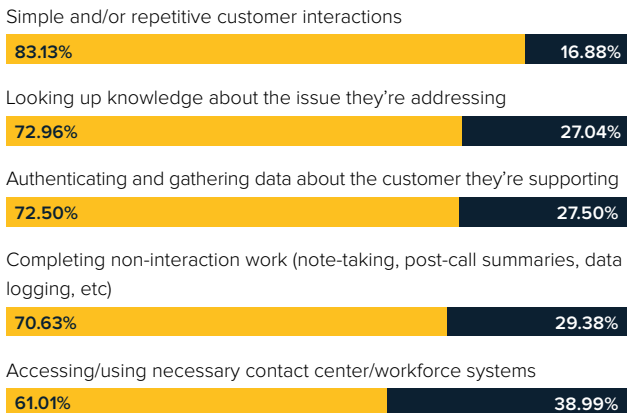 Simple and/or repetitive customer interactions
83.13% 16.88%
Looking up knowledge about the issue they're addressing
72.96% 27.04%
Authenticating and gathering data about the customer they're supporting
72.50% 27.50%
Completing non-interaction work (note-taking, post-call summaries, data
logging, etc)
70.63% 29.38%
Accessing/using necessary contact center/workforce systems
61.01% 38.99%